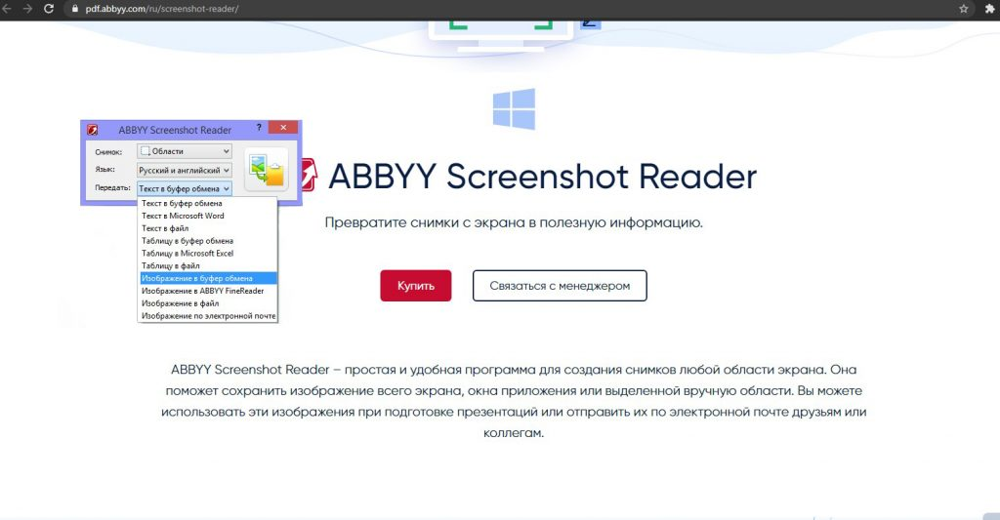 pdf.abbyy.com/ru/screenshot-reader/
ABBYY Screenshot Reader ?
Снимок: Области
Язык: Русский и английский
Передать: Текст в буфер обмена
Текст в буфер обмена
Текст в Microsoft Word
Текст в файл
Таблицу в буфер обмена
Таблицу в Microsoft Excel
Таблицу в файл
Изображение в буфер обмена
Изображение в ABBYY FineReader
Изображение в файл
Изображение по электронной почте
ABBYY Screenshot Reader
Превратите снимки с экрана в полезную информацию.
Купить
Связаться с менеджером
ABBYY Screenshot Reader – простая и удобная программа для создания снимков любой области экрана. Она
поможет сохранить изображение всего экрана, окна приложения или выделенной вручную области. Вы можете
использовать эти изображения при подготовке презентаций или отправить их по электронной почте друзьям или
коллегам.